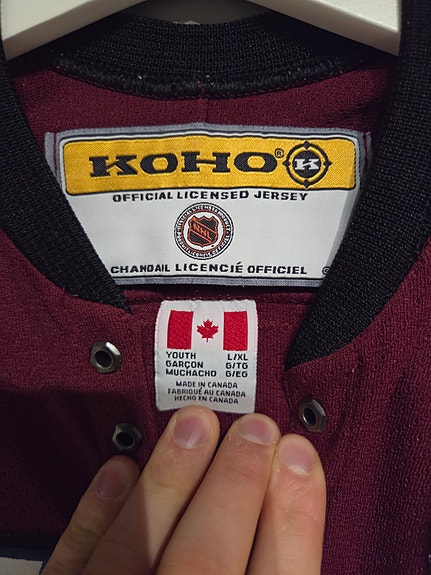 KOHO® K
OFFICIAL LICENSED JERSEY
NHL
CHANDAIL LICENCIÉ OFFICIEL
YOUTH L/XL
GARÇON G/TG
MUCHACHO G/EG
MADE IN CANADA
FABRIQUÉ AU CANADA
HECHO EN CANADA